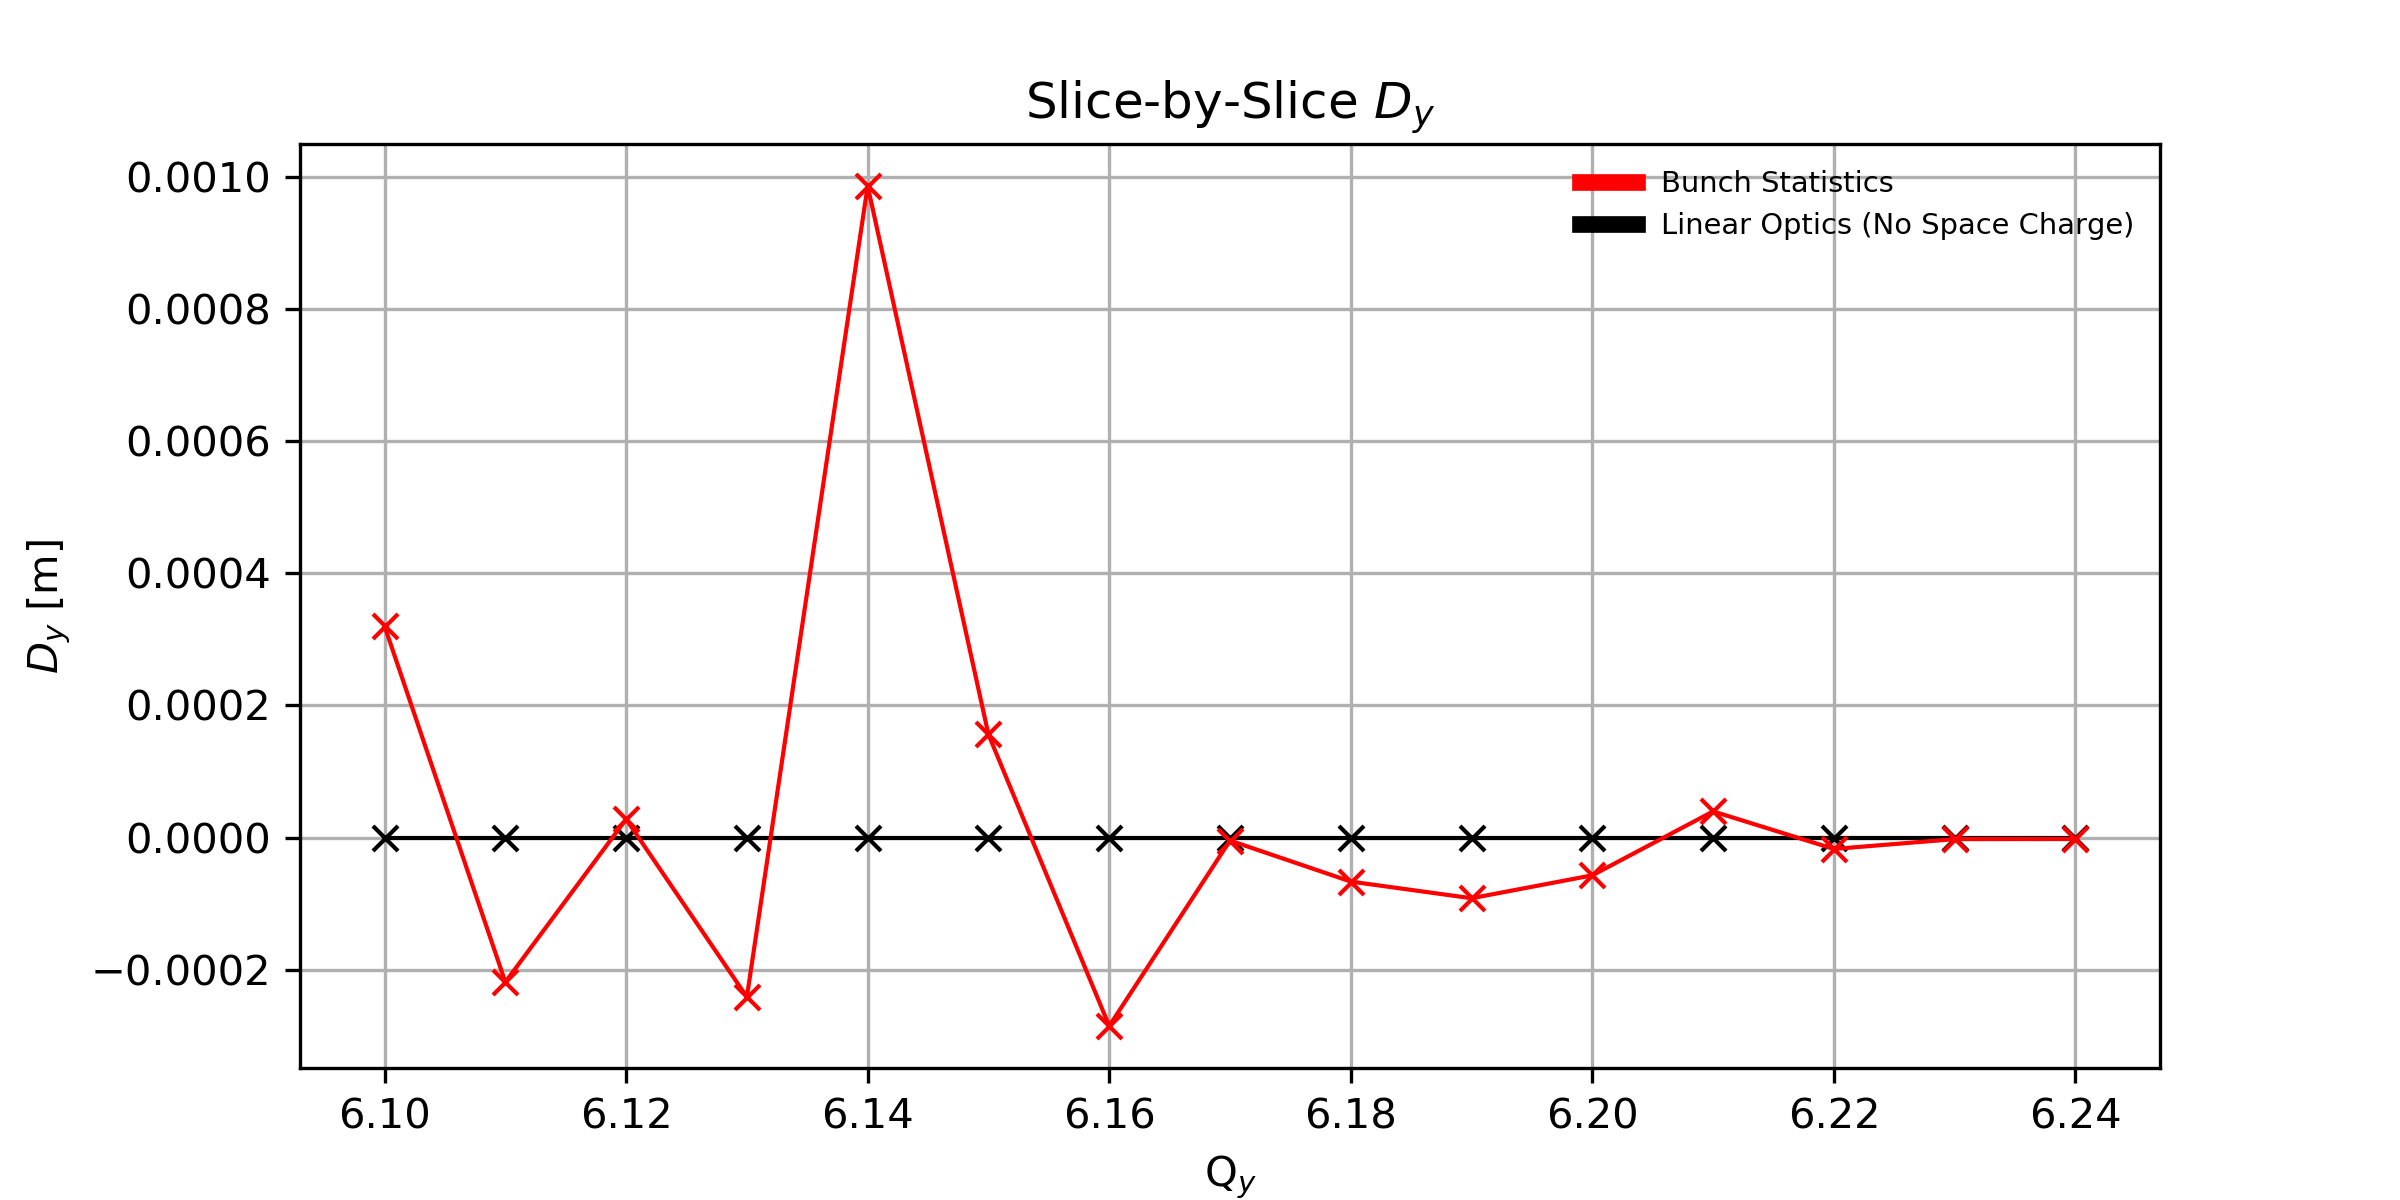 Slice-by-Slice D_y
0.0010
0.0008
0.0006
0.0004
0.0002
0.0000
−0.0002
D_y [m]
Bunch Statistics
Linear Optics (No Space Charge)
6.10 6.12 6.14 6.16 6.18 6.20 6.22 6.24
Q_y